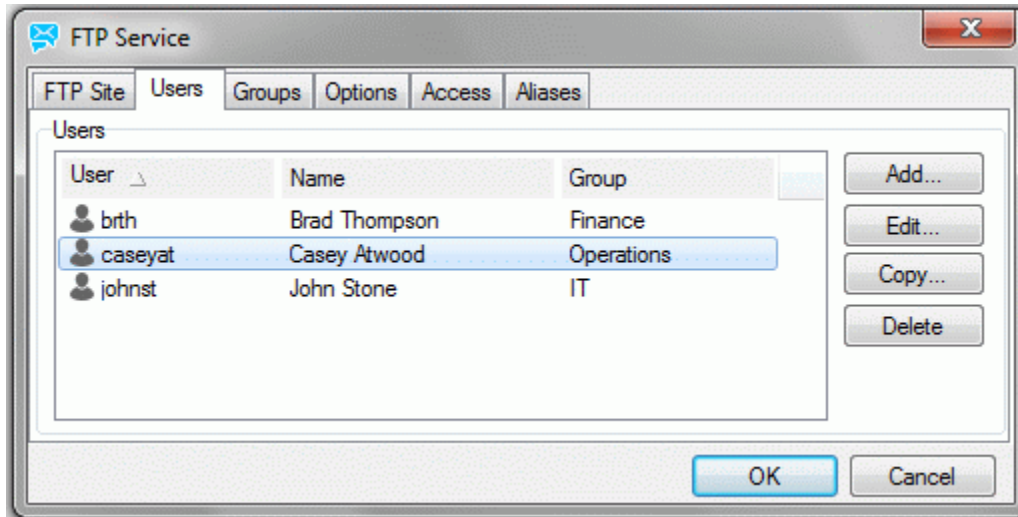 FTP Service
FTP Site Users Groups Options Access Aliases
Users
User Name Group
brth Brad Thompson Finance
caseyat Casey Atwood Operations
johnst John Stone IT
Add...
Edit...
Copy...
Delete
OK Cancel